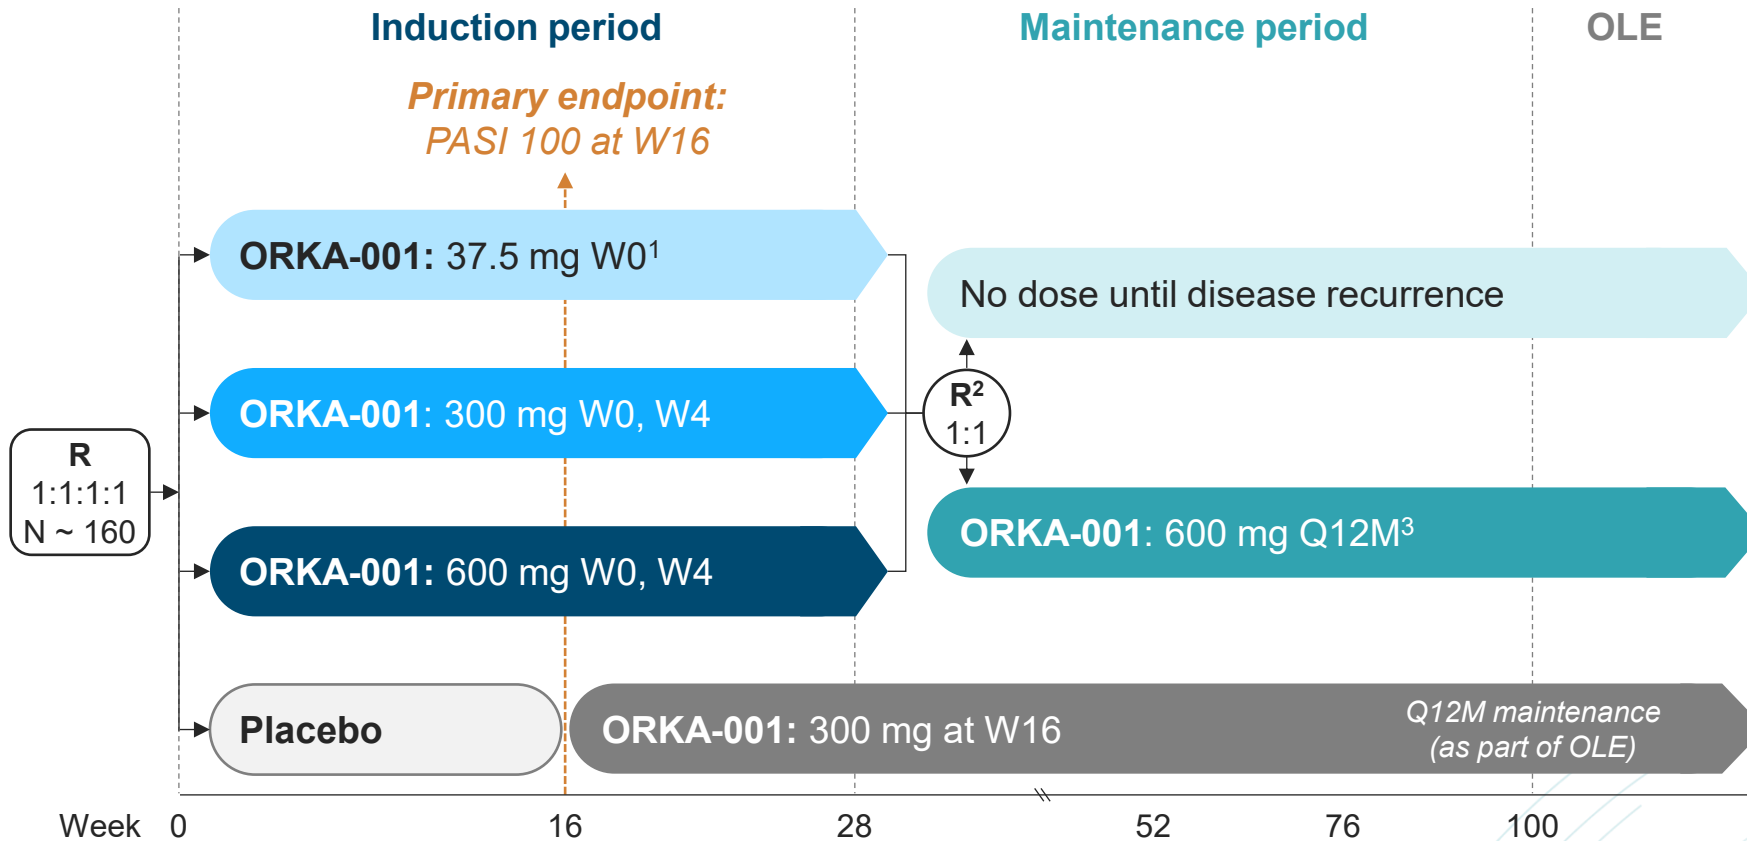 Induction period
Maintenance period
OLE
Primary endpoint:
PASI 100 at W16
ORKA-001: 37.5 mg W0¹
No dose until disease recurrence
ORKA-001: 300 mg W0, W4
R²
1:1
R
1:1:1:1
N ~ 160
ORKA-001: 600 mg Q12M³
ORKA-001: 600 mg W0, W4
Placebo
ORKA-001: 300 mg at W16
Q12M maintenance
(as part of OLE)
Week 0 16 28 52 76 100